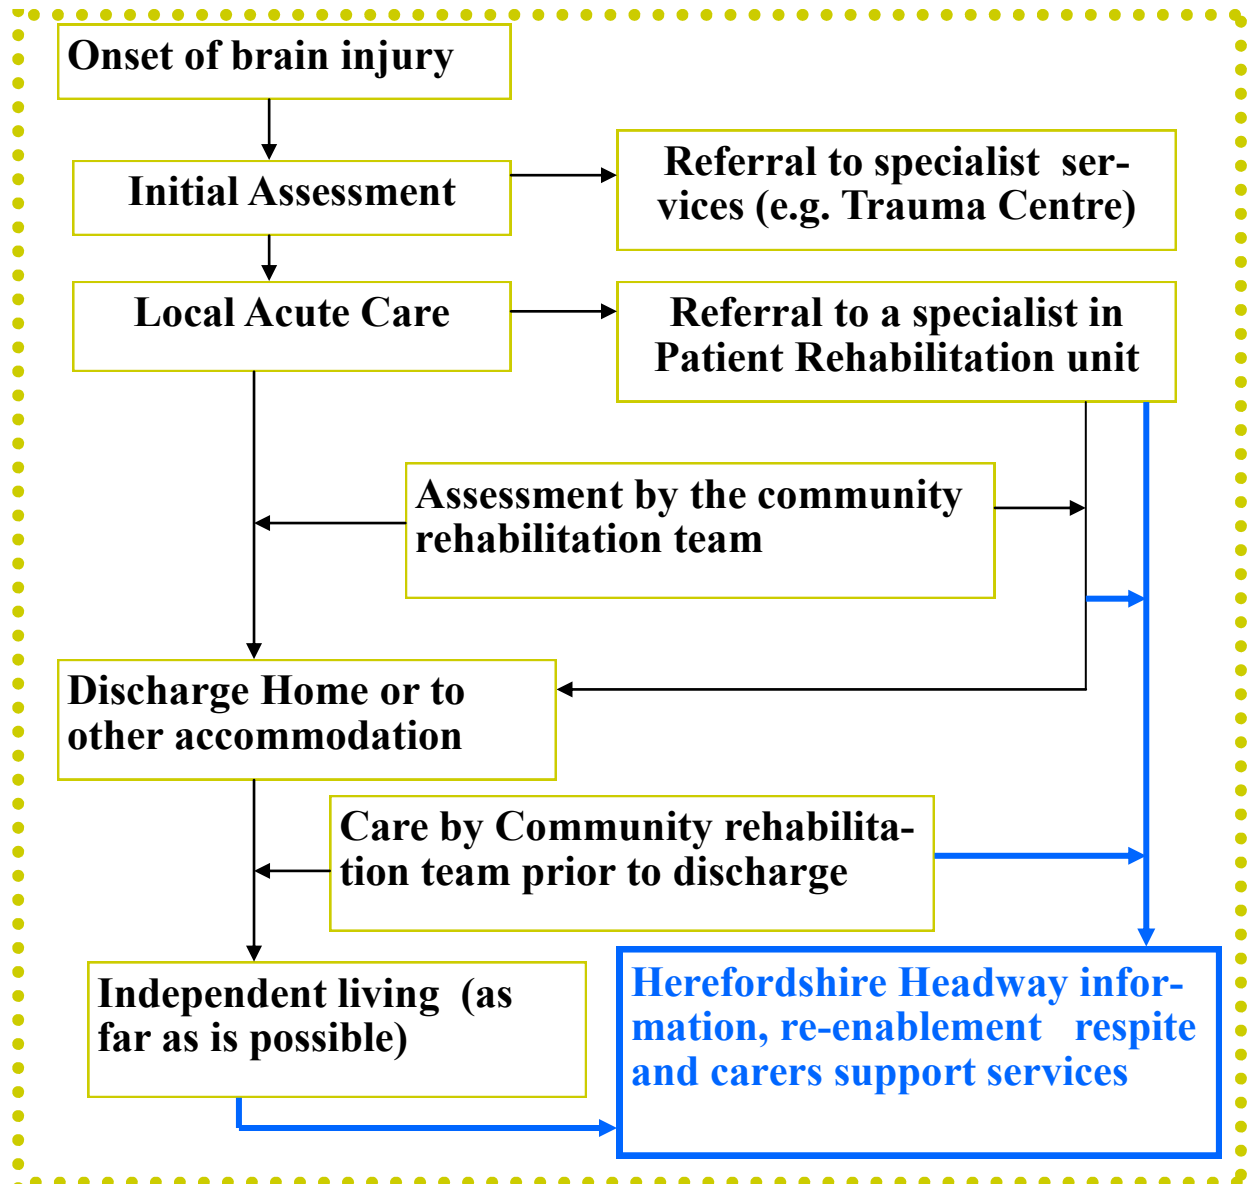 Onset of brain injury
Initial Assessment
Referral to specialist ser-
vices (e.g. Trauma Centre)
Local Acute Care
Referral to a specialist in
Patient Rehabilitation unit
Assessment by the community
rehabilitation team
Discharge Home or to
other accommodation
Care by Community rehabilita-
tion team prior to discharge
Independent living (as
far as is possible)
Herefordshire Headway infor-
mation, re-enablement respite
and carers support services